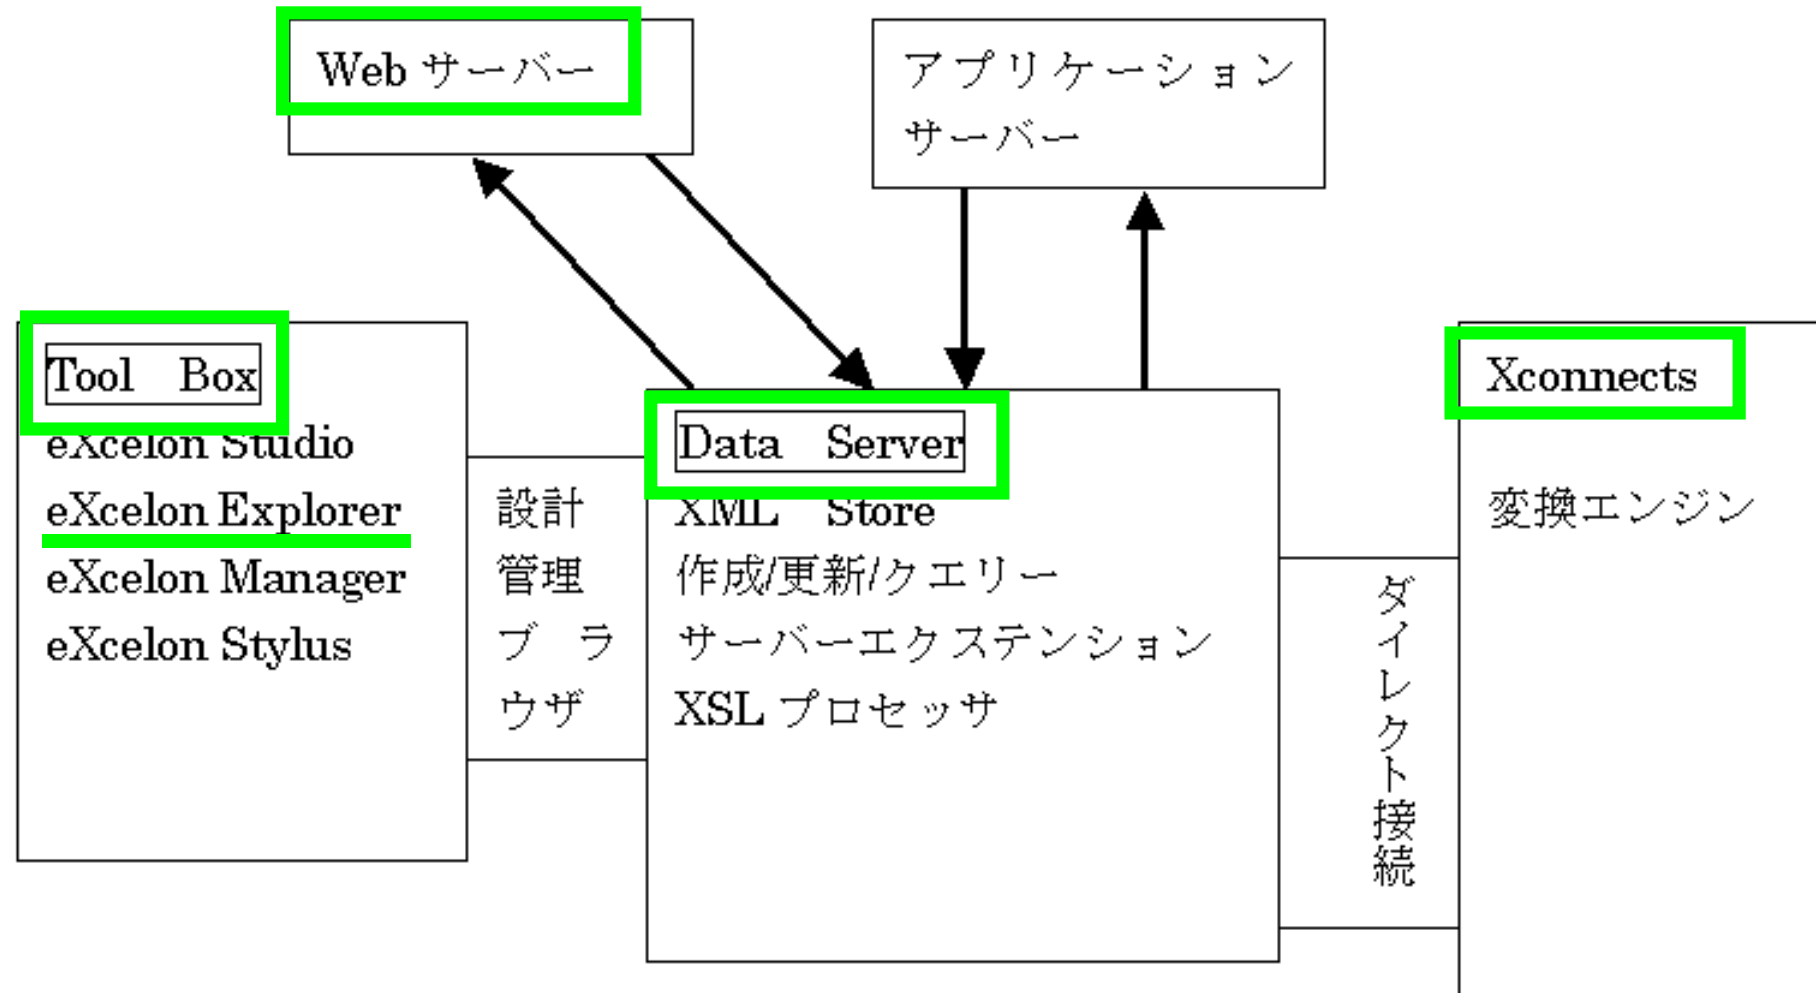 Web サーバー
アプリケーション
サーバー
Tool Box
eXcelon Studio
eXcelon Explorer
eXcelon Manager
eXcelon Stylus
設計
管理
ブ ラ
ウザ
Data Server
XML Store
作成/更新/クエリー
サーバーエクステンション
XSL プロセッサ
ダイレクト接続
Xconnects
変換エンジン